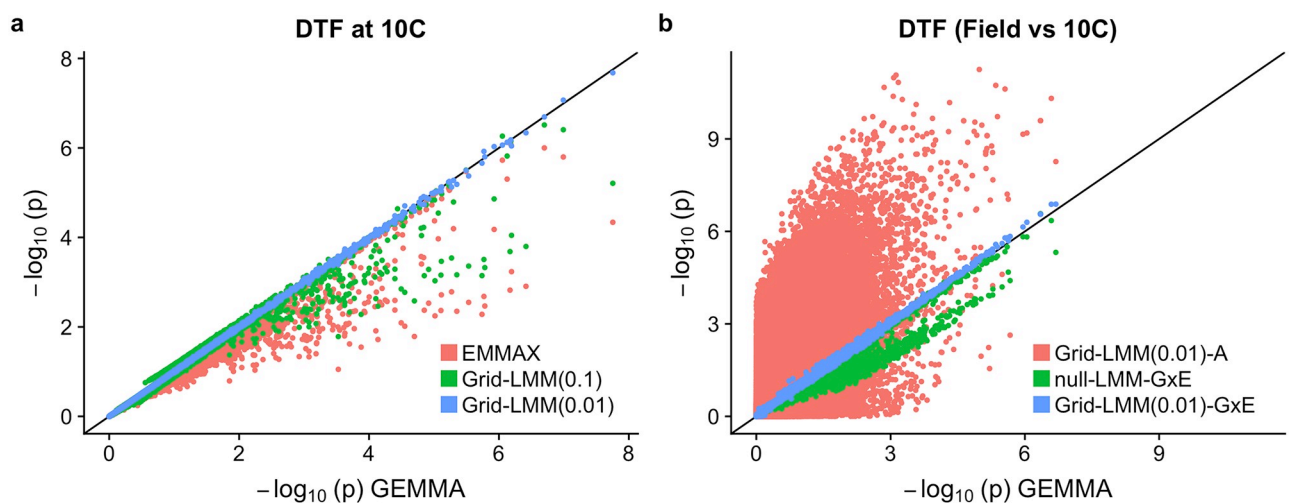 a
DTF at 10C
8
6
4
2
0
−log10 (p)
EMMAX
Grid-LMM(0.1)
Grid-LMM(0.01)
0 2 4 6 8
−log10 (p) GEMMA
b
DTF (Field vs 10C)
9
6
3
0
−log10 (p)
Grid-LMM(0.01)-A
null-LMM-GxE
Grid-LMM(0.01)-GxE
0 3 6 9
−log10 (p) GEMMA